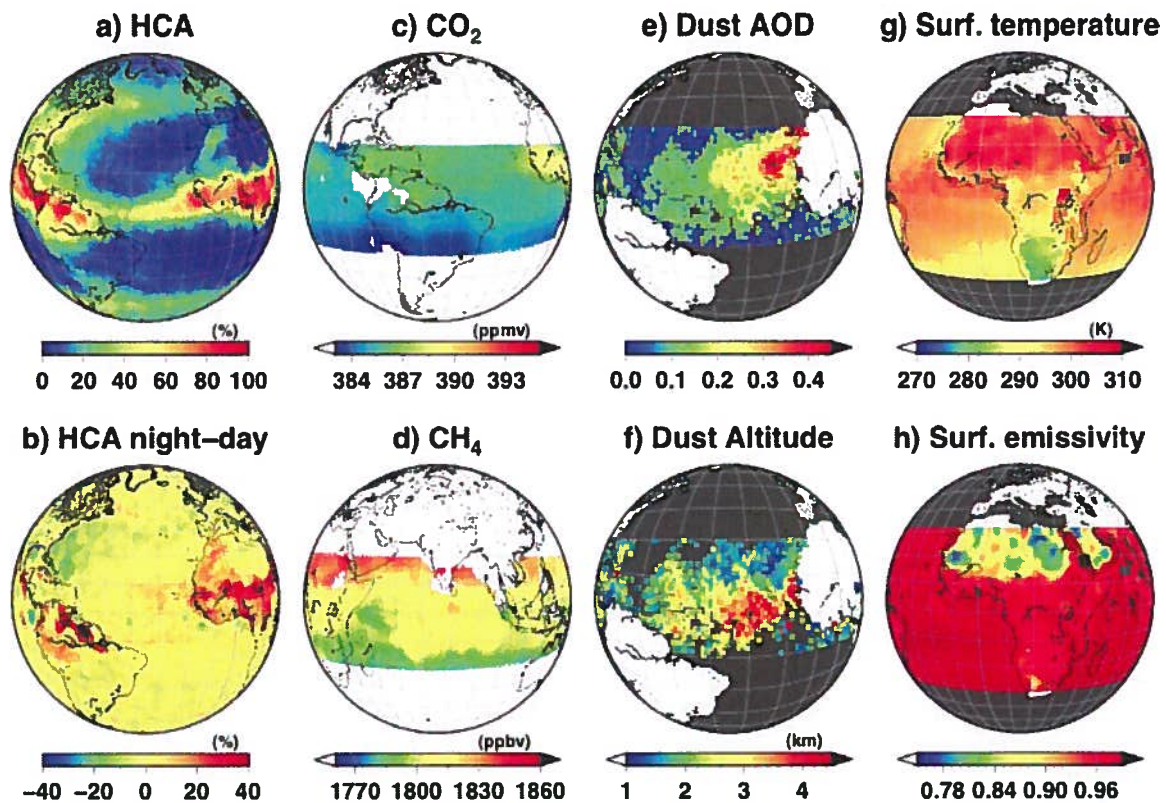 a) HCA
c) CO₂
e) Dust AOD
g) Surf. temperature
(%)
(ppmv)
(K)
0 20 40 60 80 100
384 387 390 393
0.0 0.1 0.2 0.3 0.4
270 280 290 300 310
b) HCA night–day
d) CH₄
f) Dust Altitude
h) Surf. emissivity
(%)
(ppbv)
(km)
−40 −20 0 20 40
1770 1800 1830 1860
1 2 3 4
0.78 0.84 0.90 0.96